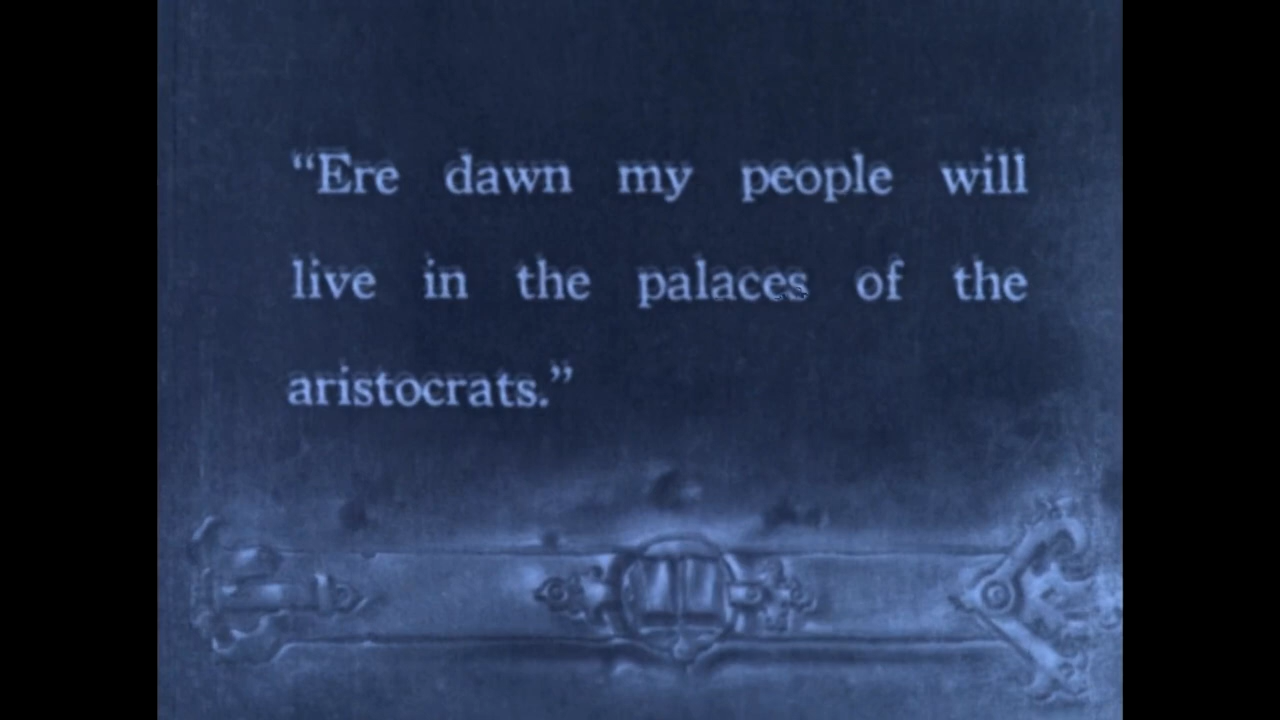 “Ere dawn my people will
live in the palaces of the
aristocrats.”